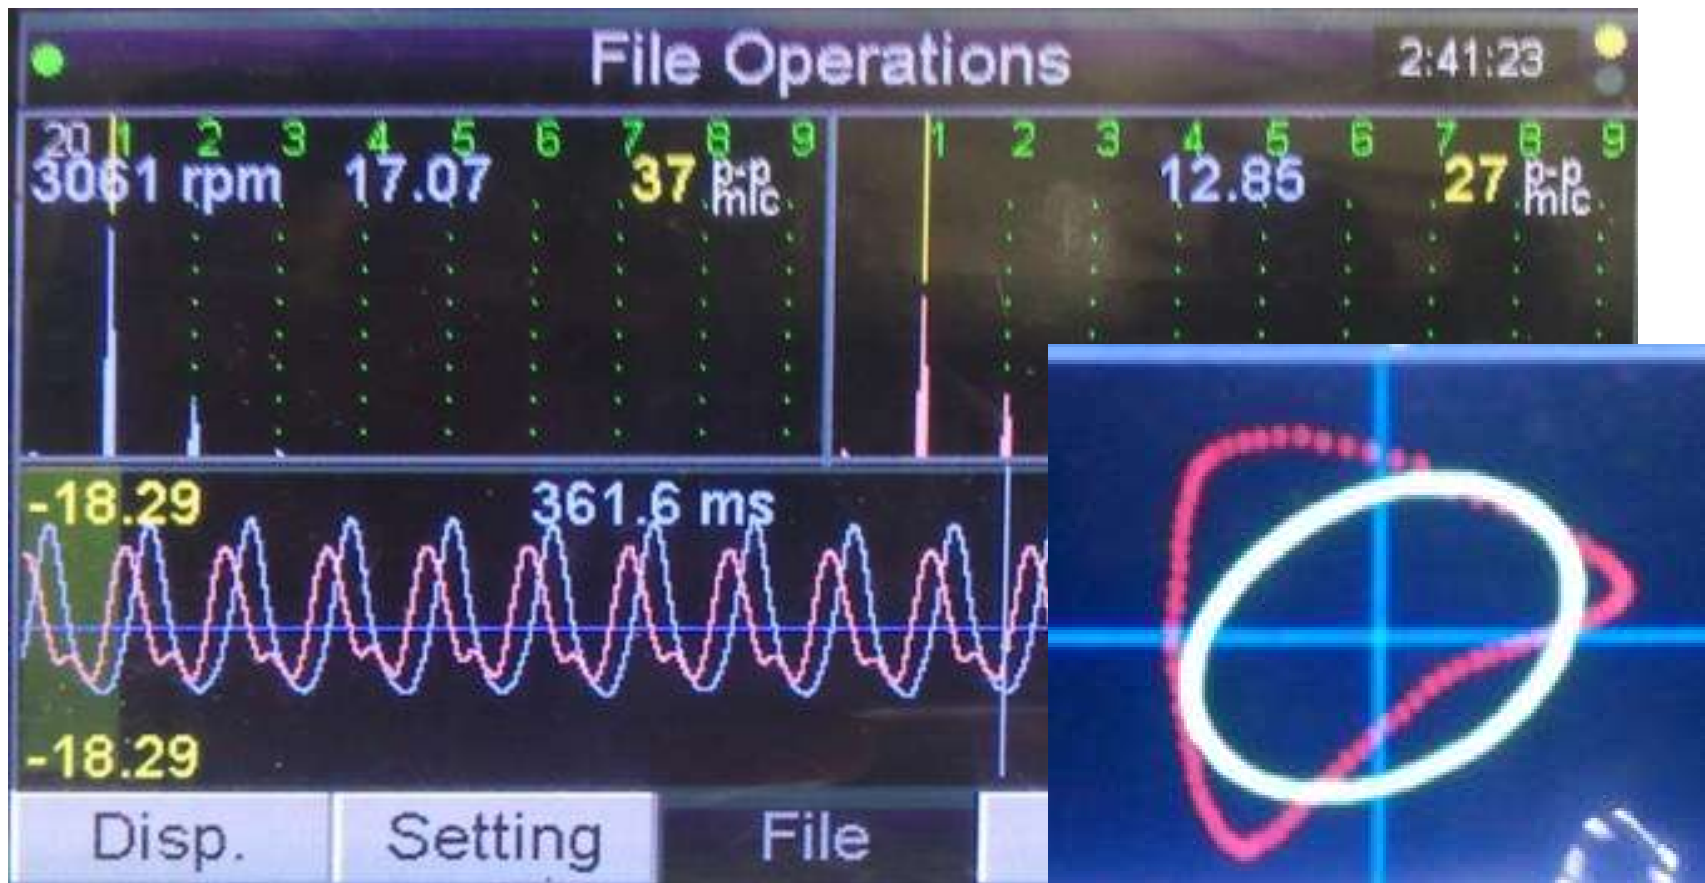 File Operations 2:41:23
20 1 2 3 4 5 6 7 8 9 1 2 3 4 5 6 7 8 9
3061 rpm 17.07 37 p-p mic 12.85 27 p-p mic
-18.29 361.6 ms
-18.29
Disp. Setting File